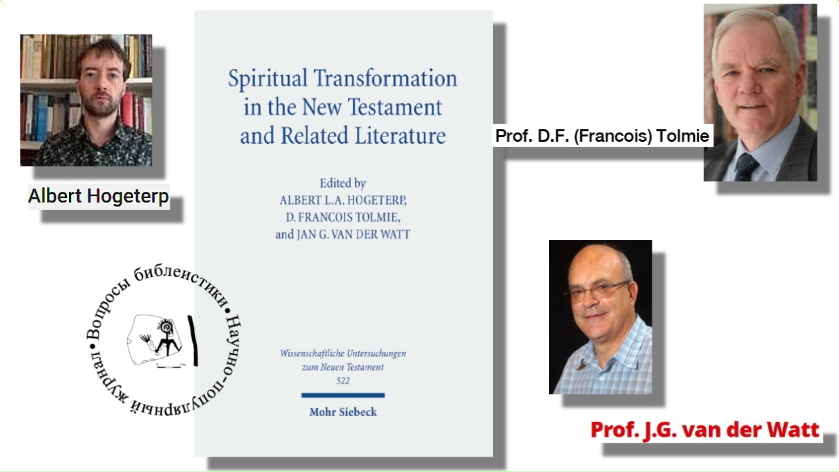 Albert Hogeterp
Spiritual Transformation
in the New Testament
and Related Literature
Edited by
ALBERT L.A. HOGETERP,
D. FRANCOIS TOLMIE,
and JAN G. VAN DER WATT
Wissenschaftliche Untersuchungen
zum Neuen Testament
522
Mohr Siebeck
Prof. D.F. (Francois) Tolmie
Prof. J.G. van der Watt
• Вопросы библеистики • Научно-популярный журнал